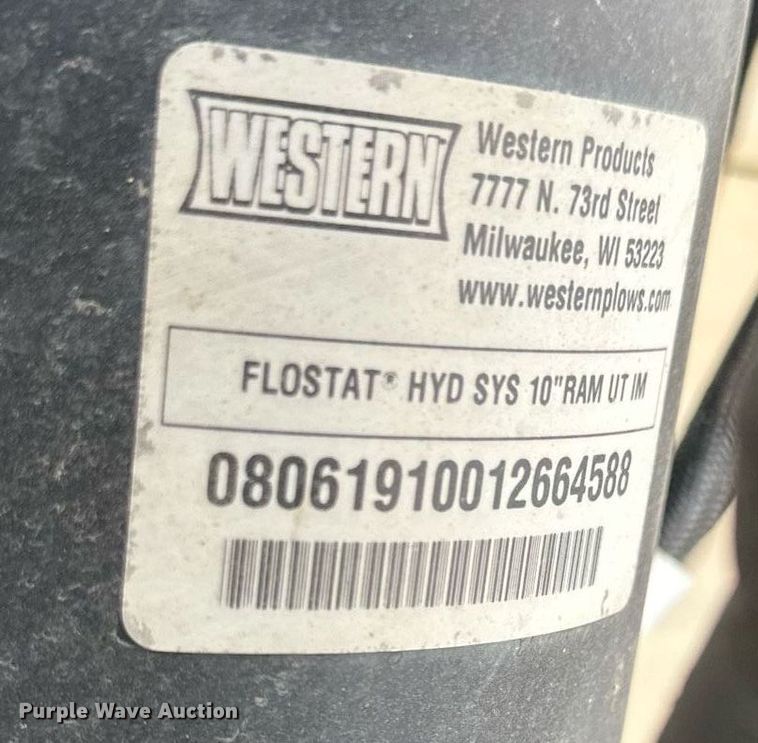 WESTERN
Western Products
7777 N. 73rd Street
Milwaukee, WI 53223
www.westernplows.com
FLOSTAT® HYD SYS 10"RAM UT IM
08061910012664588
Purple Wave Auction